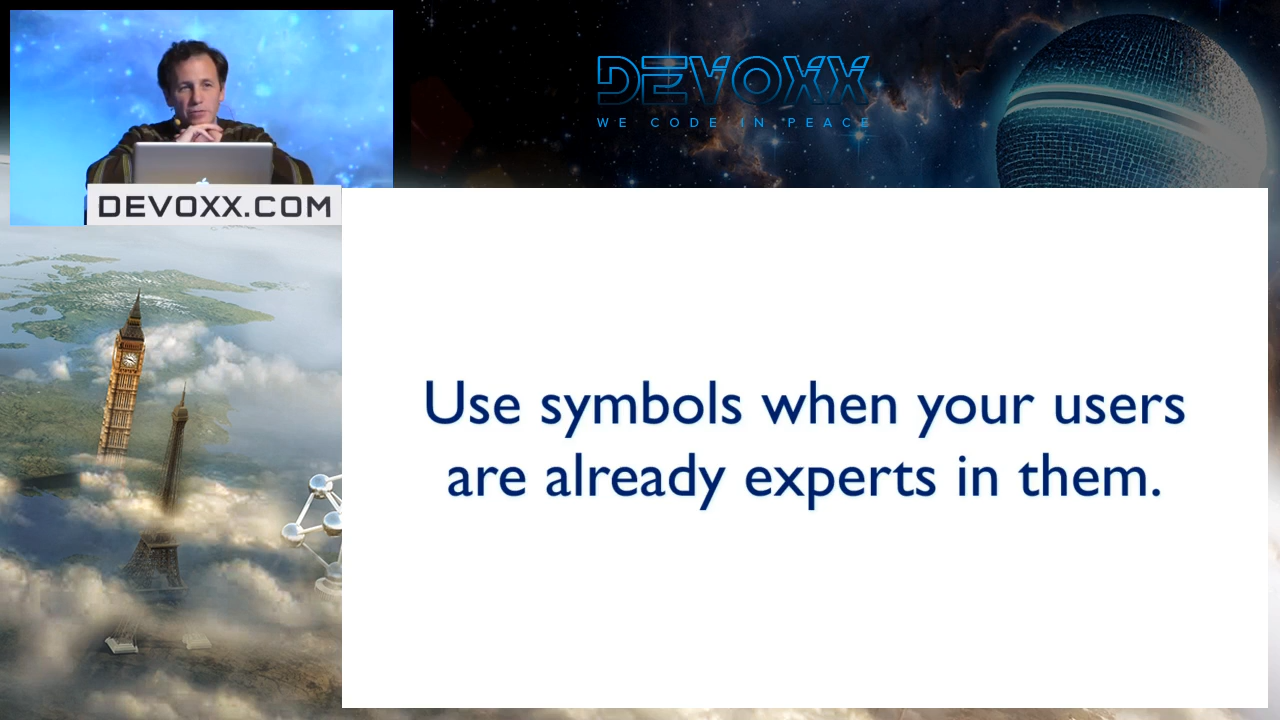 DEVOXX
WE CODE IN PEACE
DEVOXX.COM
Use symbols when your users
are already experts in them.